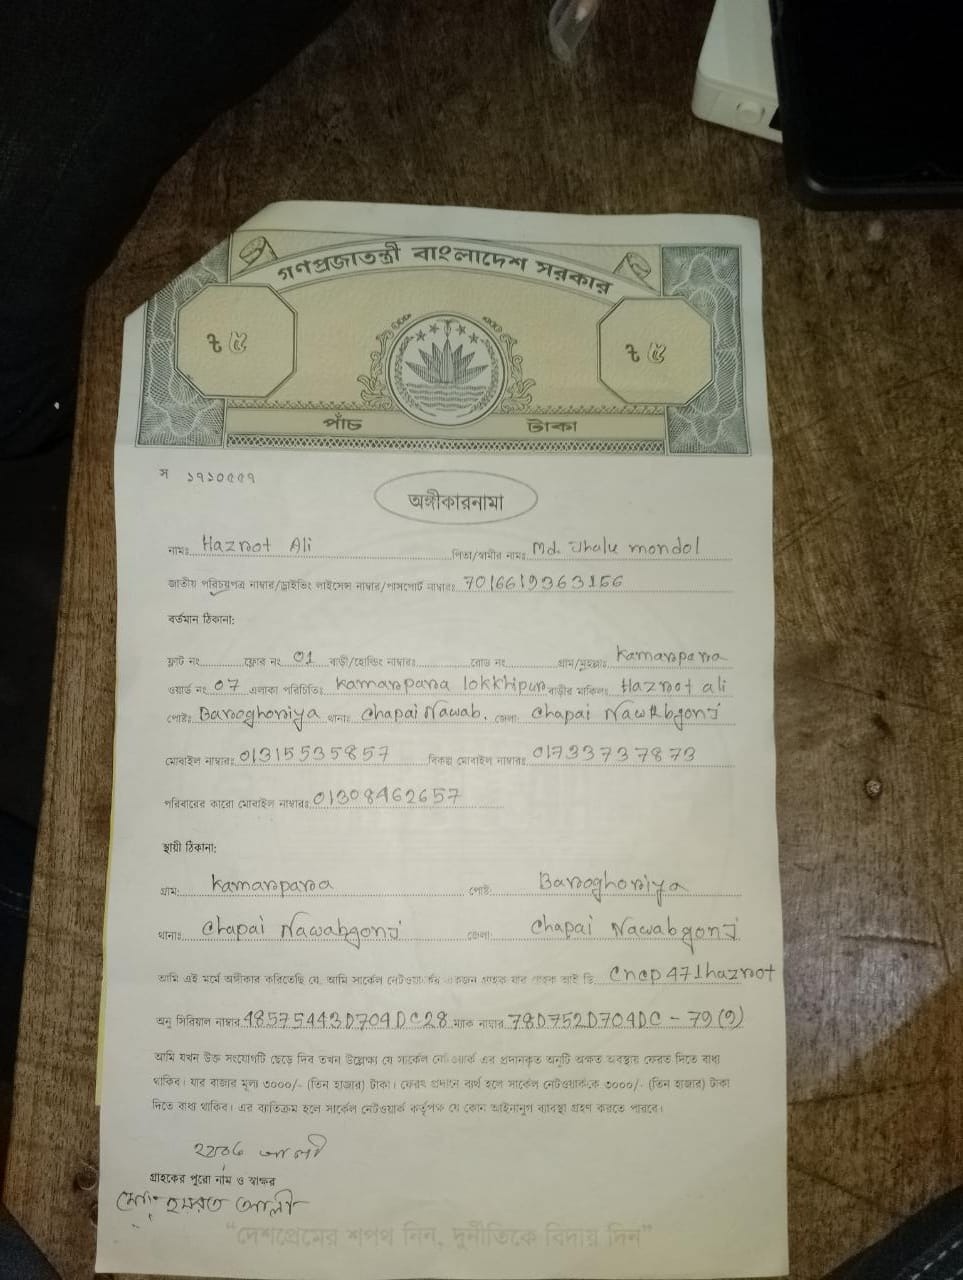 গণপ্রজাতন্ত্রী বাংলাদেশ সরকার
৳ ৫ ৳ ৫
পাঁচ টাকা
স ১৭১০৫৫৭
অঙ্গীকারনামা
নামঃ Hazrot Ali পিতা/স্বামীর নামঃ Md. Jhalu mondol
জাতীয় পরিচয়পত্র নাম্বার/ড্রাইভিং লাইসেন্স নাম্বার/পাসপোর্ট নাম্বারঃ 7016619363156
বর্তমান ঠিকানা:
ফ্লাট নং ফ্লোর নং 01 বাড়ী/হোল্ডিং নাম্বারঃ রোড নং গ্রাম/মহল্লাঃ Kamarpara
ওয়ার্ড নং 07 এলাকা পরিচিতিঃ Kamarpara lokkhipur বাড়ীর মালিকঃ Hazrot ali
পোষ্টঃ Baroghoriya থানাঃ Chapai Nawab. জেলা: Chapai Nawabgonj
মোবাইল নাম্বারঃ 01315535857 বিকল্প মোবাইল নাম্বারঃ 01733737873
পরিবারের কারো মোবাইল নাম্বারঃ 01308462657
স্থায়ী ঠিকানা:
গ্রাম: Kamarpara পোষ্ট: Baroghoriya
থানাঃ Chapai Nawabgonj জেলা: Chapai Nawabgonj
আমি এই মর্মে অঙ্গীকার করিতেছি যে, আমি সার্কেল নেটওয়ার্কের একজন গ্রাহক যার গ্রাহক আই ডি. Cncp471hazrot
অনু সিরিয়াল নাম্বার 48575443D704DC28 ম্যাক নাম্বার 78D752D704DC - 79(9)
আমি যখন উক্ত সংযোগটি ছেড়ে দিব তখন উল্লেখ্য যে সার্কেল নেটওয়ার্ক এর প্রদানকৃত অনুটি অক্ষত অবস্থায় ফেরত দিতে বাধ্য
থাকিব। যার বাজার মূল্য ৩০০০/- (তিন হাজার) টাকা। ফেরৎ প্রদানে ব্যর্থ হলে সার্কেল নেটওয়ার্ককে ৩০০০/- (তিন হাজার) টাকা
দিতে বাধ্য থাকিব। এর ব্যতিক্রম হলে সার্কেল নেটওয়ার্ক কর্তৃপক্ষ যে কোন আইনানুগ ব্যবস্থা গ্রহণ করতে পারবে।
আলী
গ্রাহকের পুরো নাম ও স্বাক্ষর
মোঃ হযরত আলী
"দেশপ্রেমের শপথ নিন, দুর্নীতিকে বিদায় দিন"